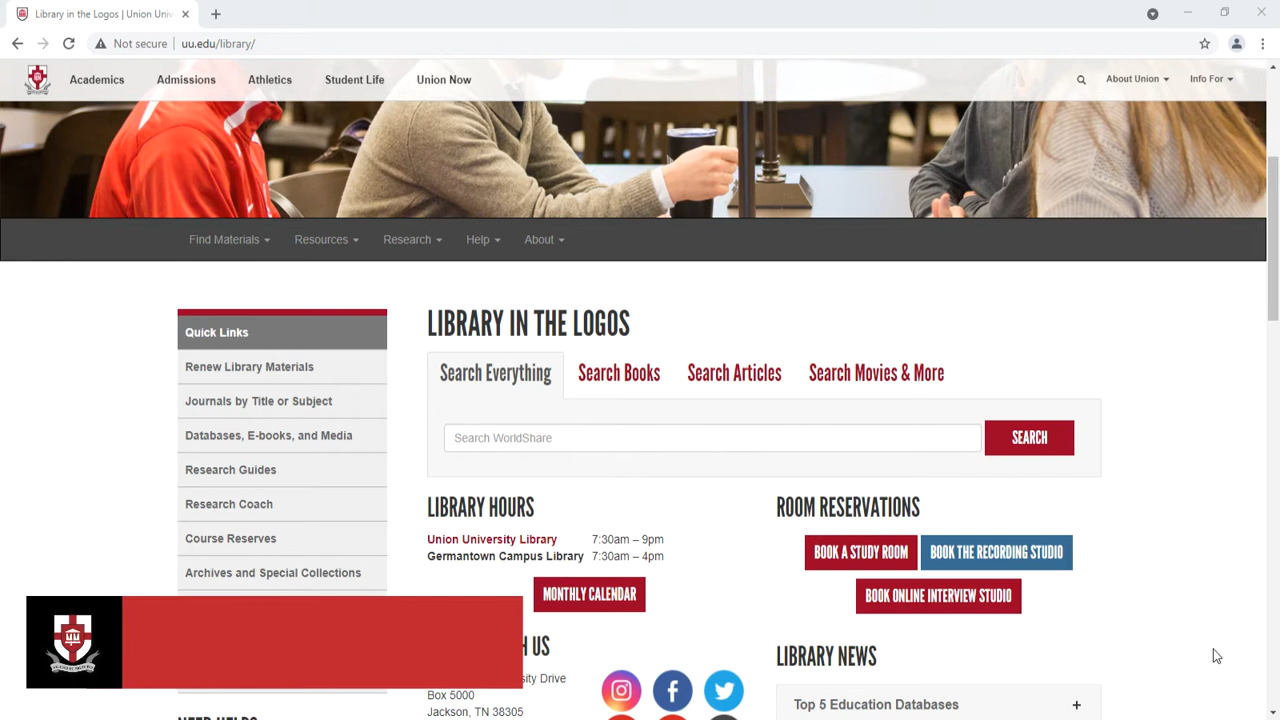 Library in the Logos | Union Uni
Not secure
uu.edu/library/
Academics
Admissions
Athletics
Student Life
Union Now
About Union
Info For
Find Materials
Resources
Research
Help
About
Quick Links
Renew Library Materials
Journals by Title or Subject
Databases, E-books, and Media
Research Guides
Research Coach
Course Reserves
Archives and Special Collections
LIBRARY IN THE LOGOS
Search Everything
Search Books
Search Articles
Search Movies & More
Search WorldShare
SEARCH
LIBRARY HOURS
Union University Library 7:30am – 9pm
Germantown Campus Library 7:30am – 4pm
MONTHLY CALENDAR
ROOM RESERVATIONS
BOOK A STUDY ROOM
BOOK THE RECORDING STUDIO
BOOK ONLINE INTERVIEW STUDIO
US
Drive
Box 5000
Jackson, TN 38305
LIBRARY NEWS
Top 5 Education Databases